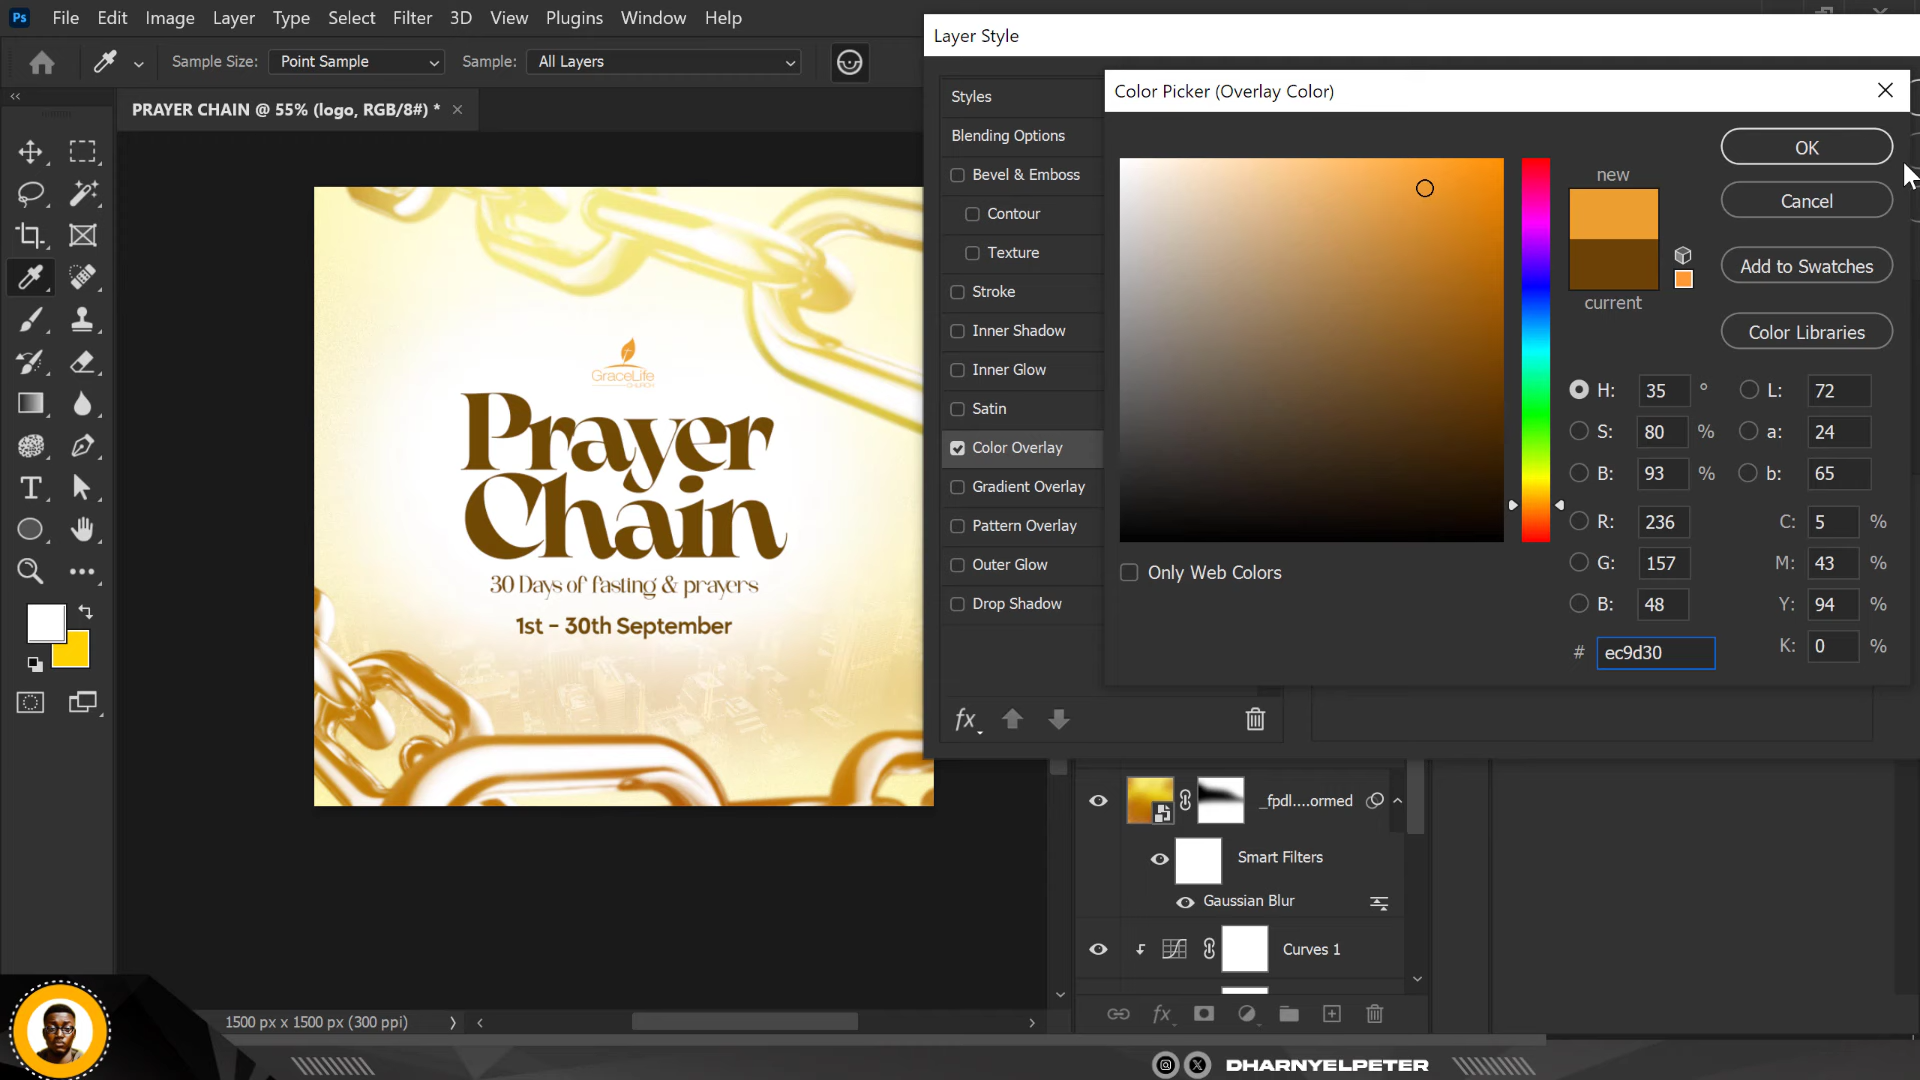 Ps File Edit Image Layer Type Select Filter 3D View Plugins Window Help
Sample Size: Point Sample Sample: All Layers
PRAYER CHAIN @ 55% (logo, RGB/8#) *
GraceLife
CHURCH
Prayer
Chain
30 Days of fasting & prayers
1st - 30th September
1500 px x 1500 px (300 ppi)
Layer Style
Styles
Blending Options
Bevel & Emboss
Contour
Texture
Stroke
Inner Shadow
Inner Glow
Satin
Color Overlay
Gradient Overlay
Pattern Overlay
Outer Glow
Drop Shadow
fx
Color Picker (Overlay Color)
new
current
OK
Cancel
Add to Swatches
Color Libraries
H: 35 ° L: 72
S: 80 % a: 24
B: 93 % b: 65
R: 236 C: 5 %
G: 157 M: 43 %
B: 48 Y: 94 %
# ec9d30 K: 0 %
Only Web Colors
_fpdl....ormed
Smart Filters
Gaussian Blur
Curves 1
fx
DHARNYELPETER